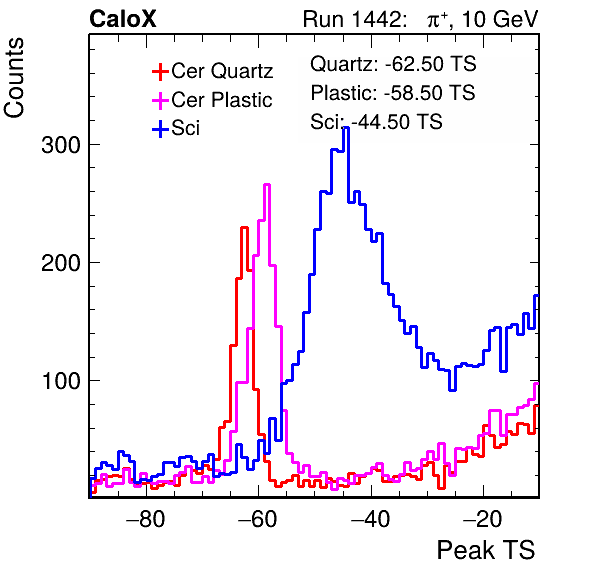 CaloX Run 1442: π⁺, 10 GeV
Counts
Cer Quartz
Cer Plastic
Sci
Quartz: -62.50 TS
Plastic: -58.50 TS
Sci: -44.50 TS
300
200
100
−80 −60 −40 −20
Peak TS